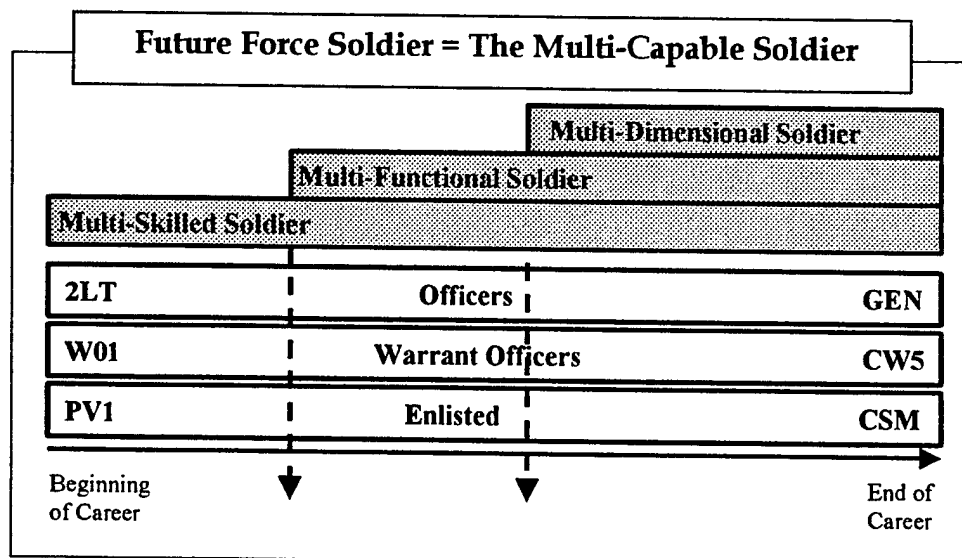 Future Force Soldier = The Multi-Capable Soldier
Multi-Dimensional Soldier
Multi-Functional Soldier
Multi-Skilled Soldier
2LT Officers GEN
W01 Warrant Officers CW5
PV1 Enlisted CSM
Beginning
of Career
End of
Career